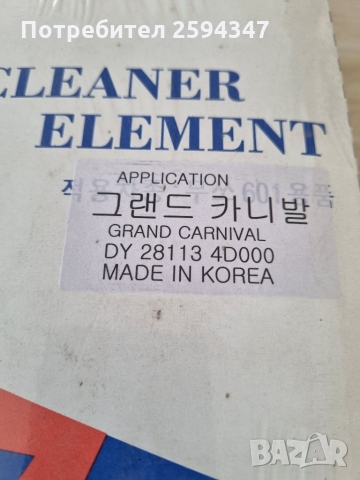 Потребител 2594347
CLEANER
ELEMENT
APPLICATION
그랜드 카니발
GRAND CARNIVAL
DY 28113 4D000
MADE IN KOREA
BAZAR